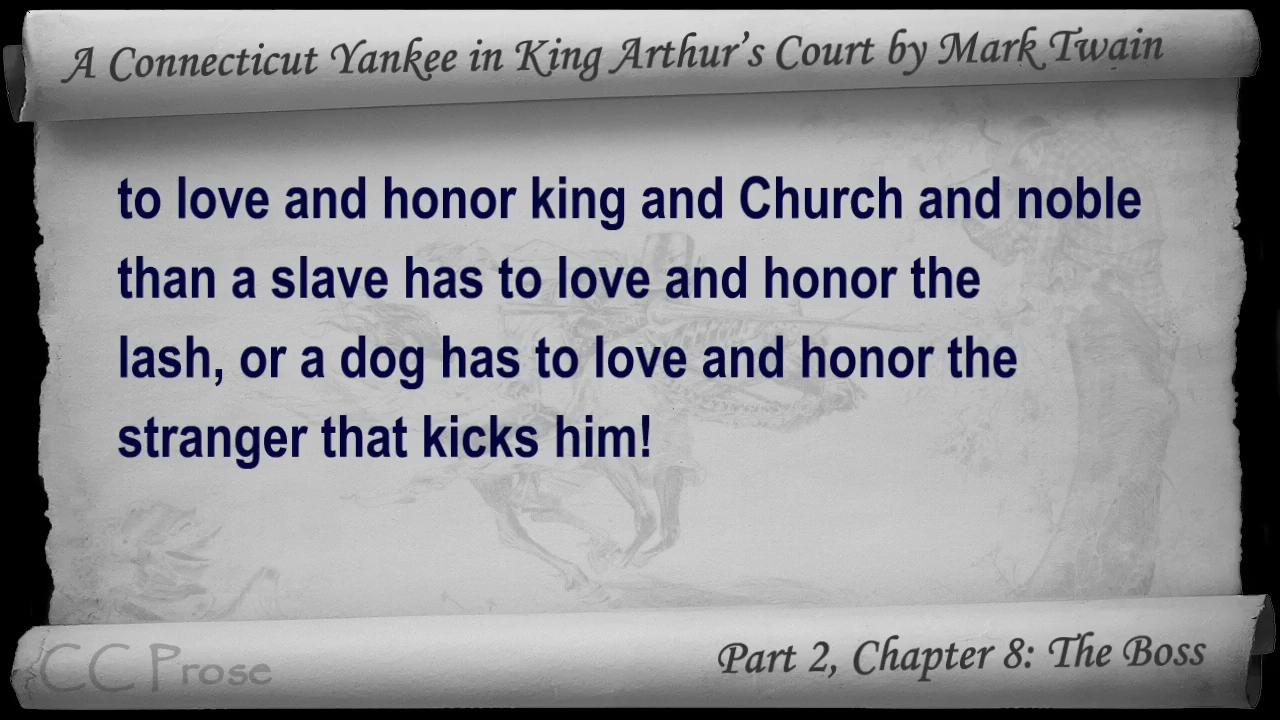 A Connecticut Yankee in King Arthur's Court by Mark Twain
to love and honor king and Church and noble
than a slave has to love and honor the
lash, or a dog has to love and honor the
stranger that kicks him!
CC Prose
Part 2, Chapter 8: The Boss